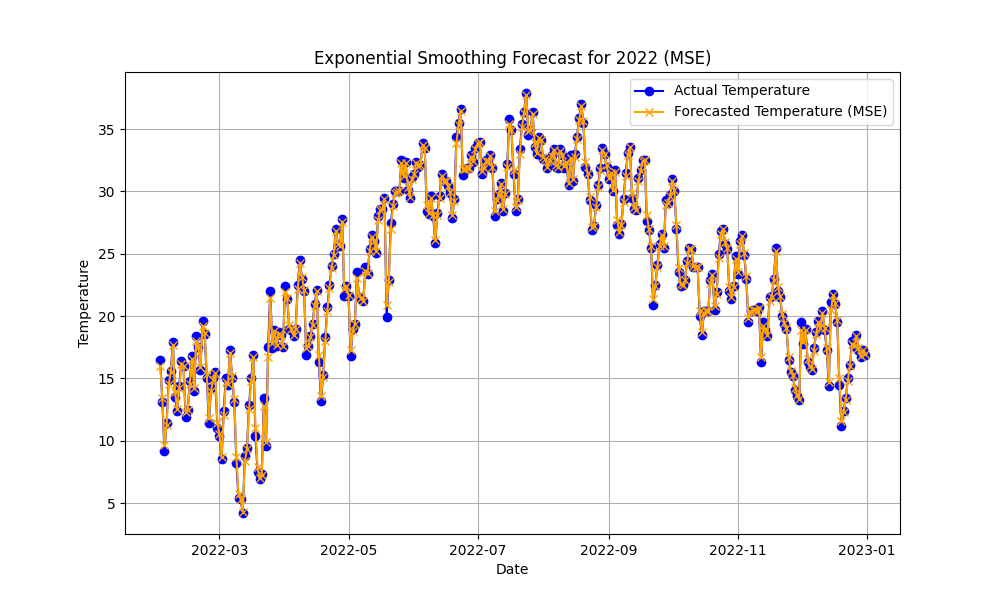 Exponential Smoothing Forecast for 2022 (MSE)
Actual Temperature
Forecasted Temperature (MSE)
Temperature
35
30
25
20
15
10
5
2022-03
2022-05
2022-07
2022-09
2022-11
2023-01
Date